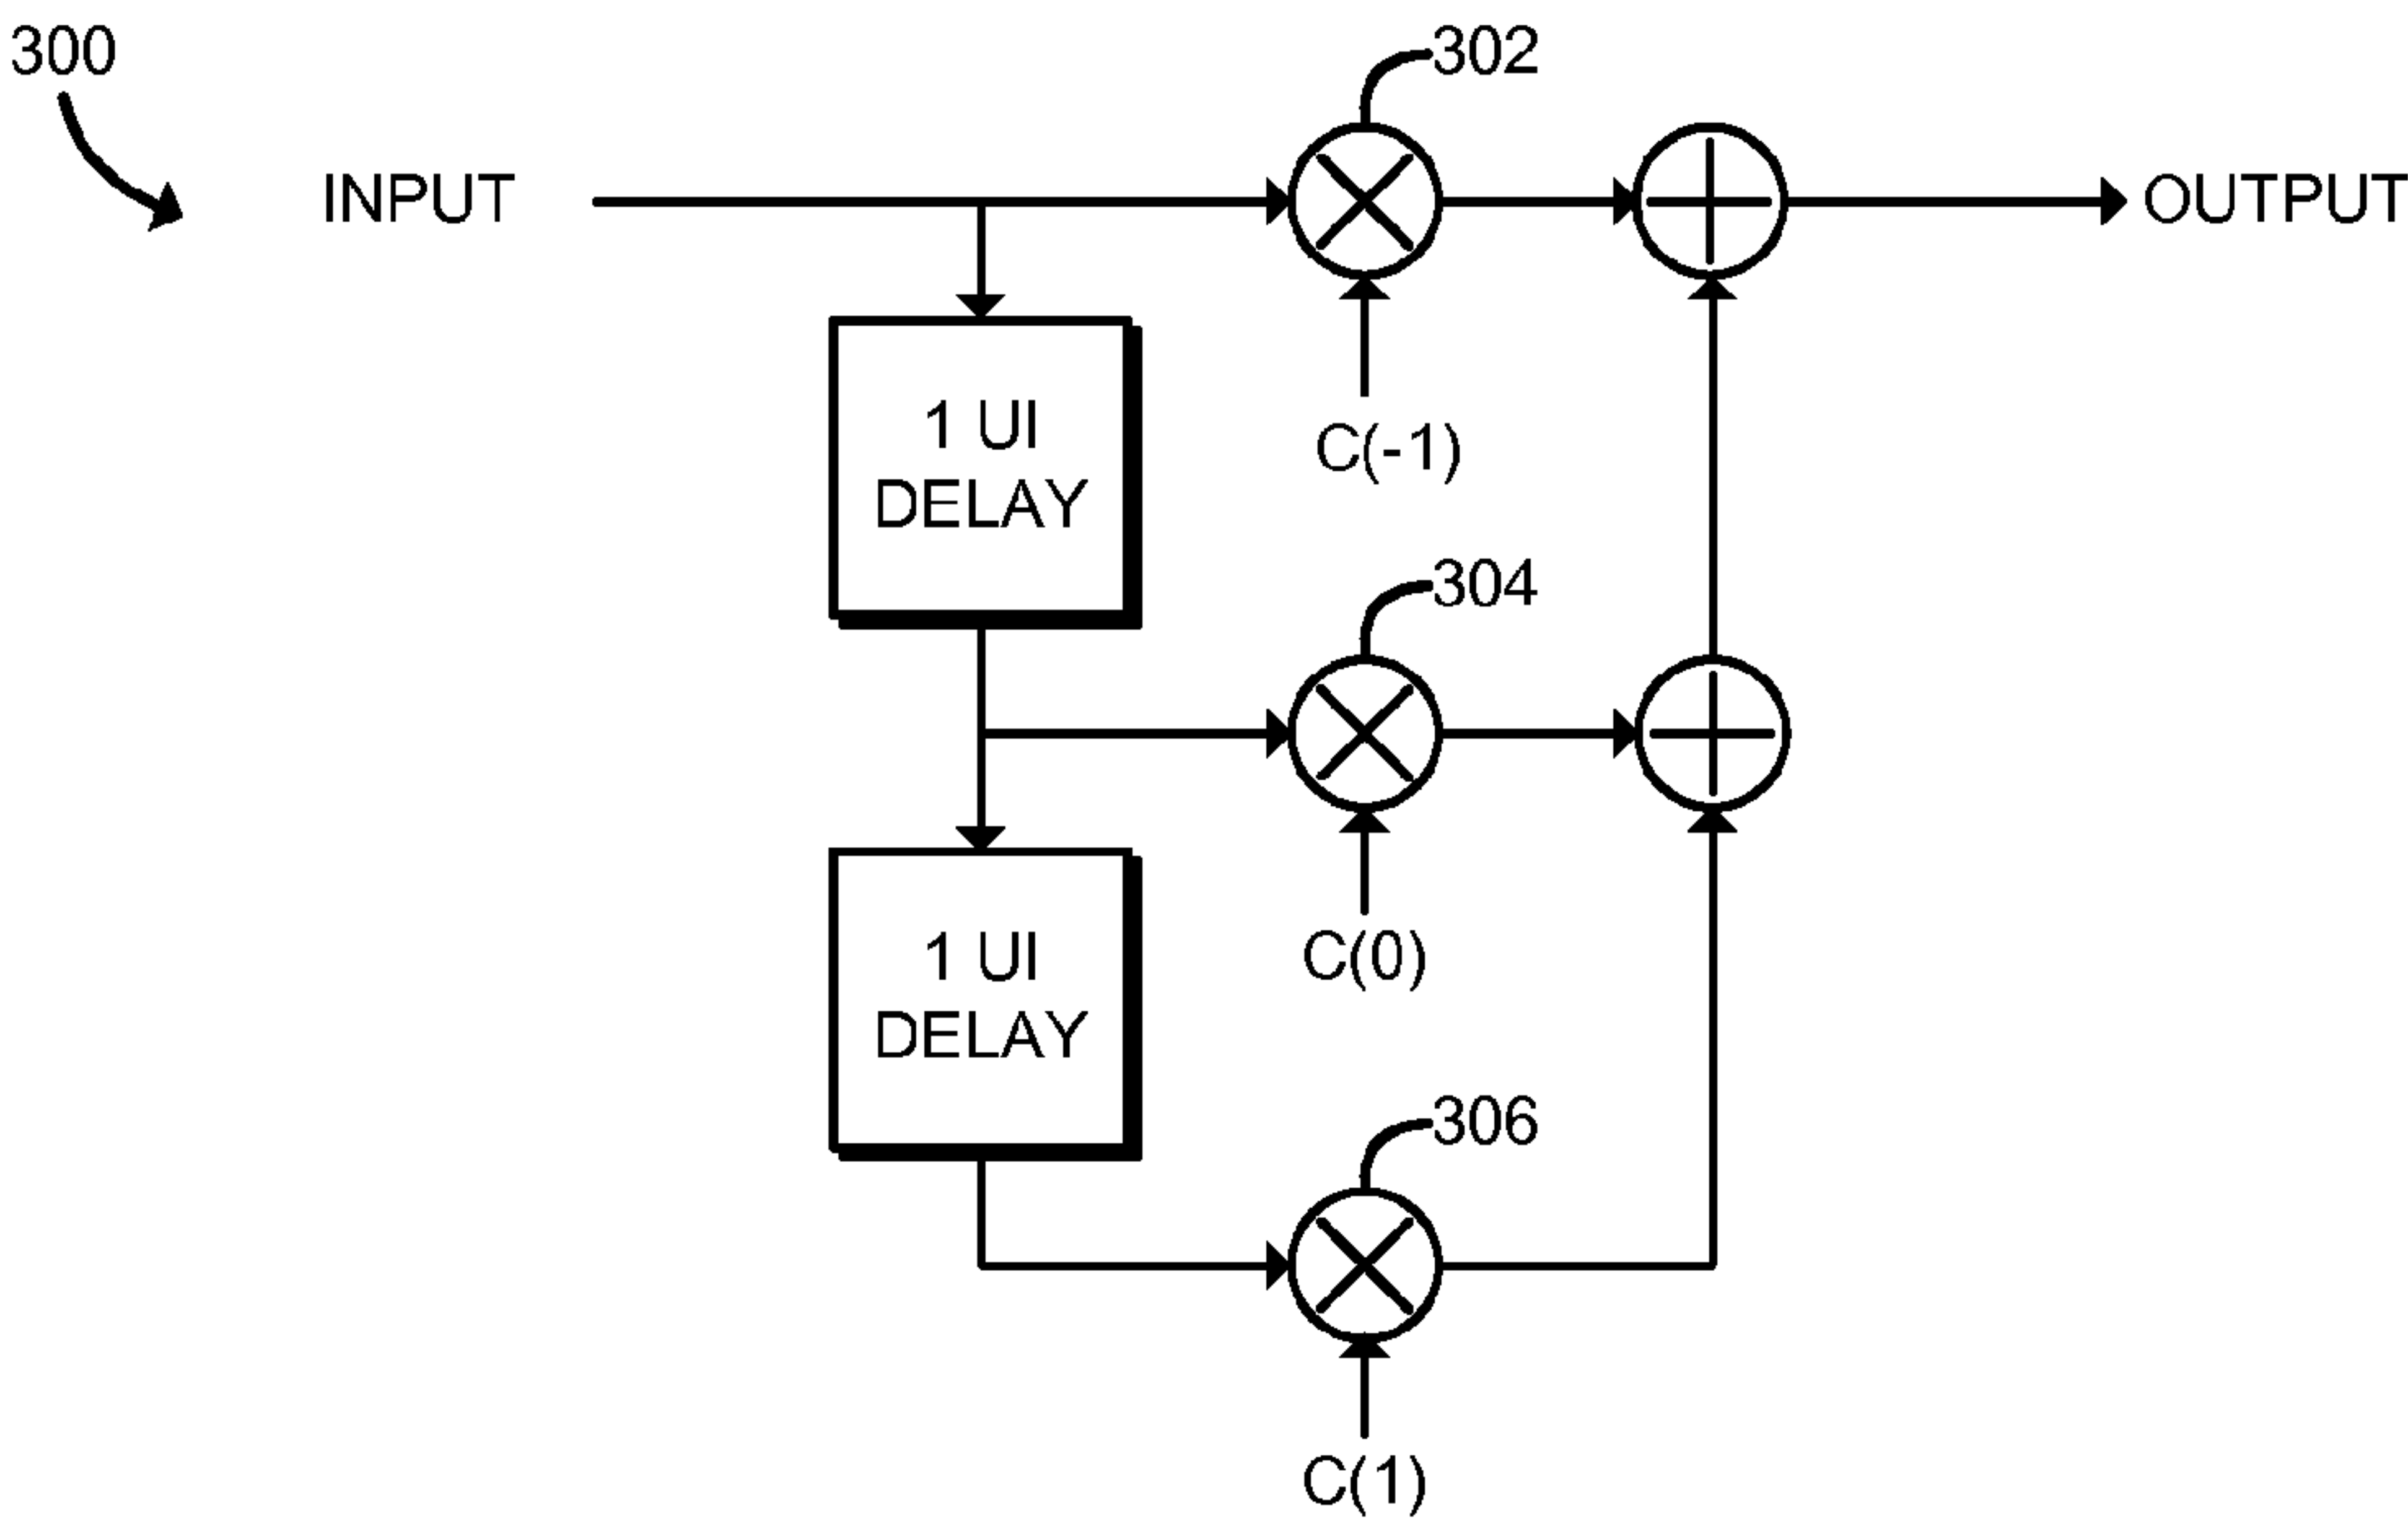 300
302
INPUT
OUTPUT
1 UI
DELAY
C(-1)
304
1 UI
DELAY
C(0)
306
C(1)